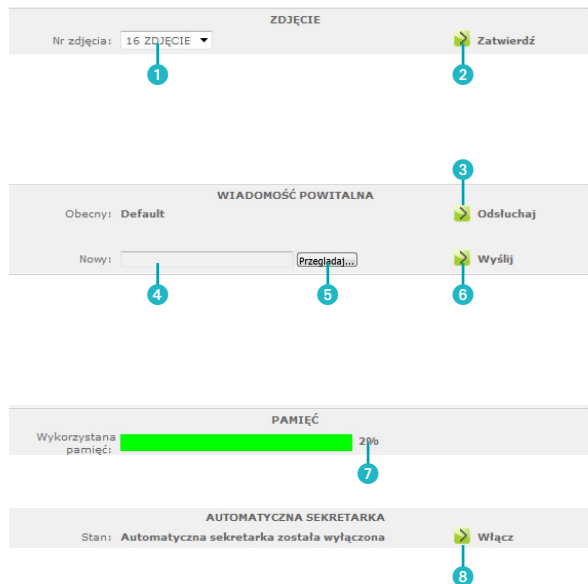 ZDJĘCIE
Nr zdjęcia: 16 ZDJĘCIE Zatwierdź
1 2
3
WIADOMOŚĆ POWITALNA
Obecny: Default Odsłuchaj
Nowy: Przeglądaj... Wyślij
4 5 6
PAMIĘĆ
Wykorzystana
pamięć: 2%
7
AUTOMATYCZNA SEKRETARKA
Stan: Automatyczna sekretarka została wyłączona Włącz
8